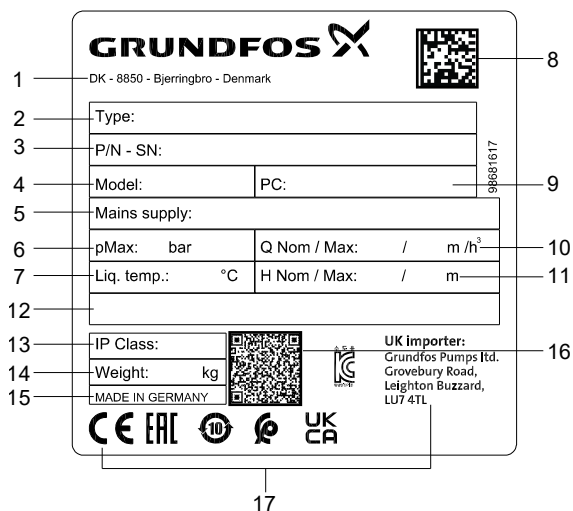 GRUNDFOS
1 DK - 8850 - Bjerringbro - Denmark 8
2 Type:
3 P/N - SN:
98681617
4 Model: PC: 9
5 Mains supply:
6 pMax: bar Q Nom / Max: / m /h³ 10
7 Liq. temp.: °C H Nom / Max: / m 11
12
13 IP Class:
14 Weight: kg
15 MADE IN GERMANY
UK importer:
Grundfos Pumps ltd.
Grovebury Road,
Leighton Buzzard,
LU7 4TL
16
CE EAC 10 UK
CA
17